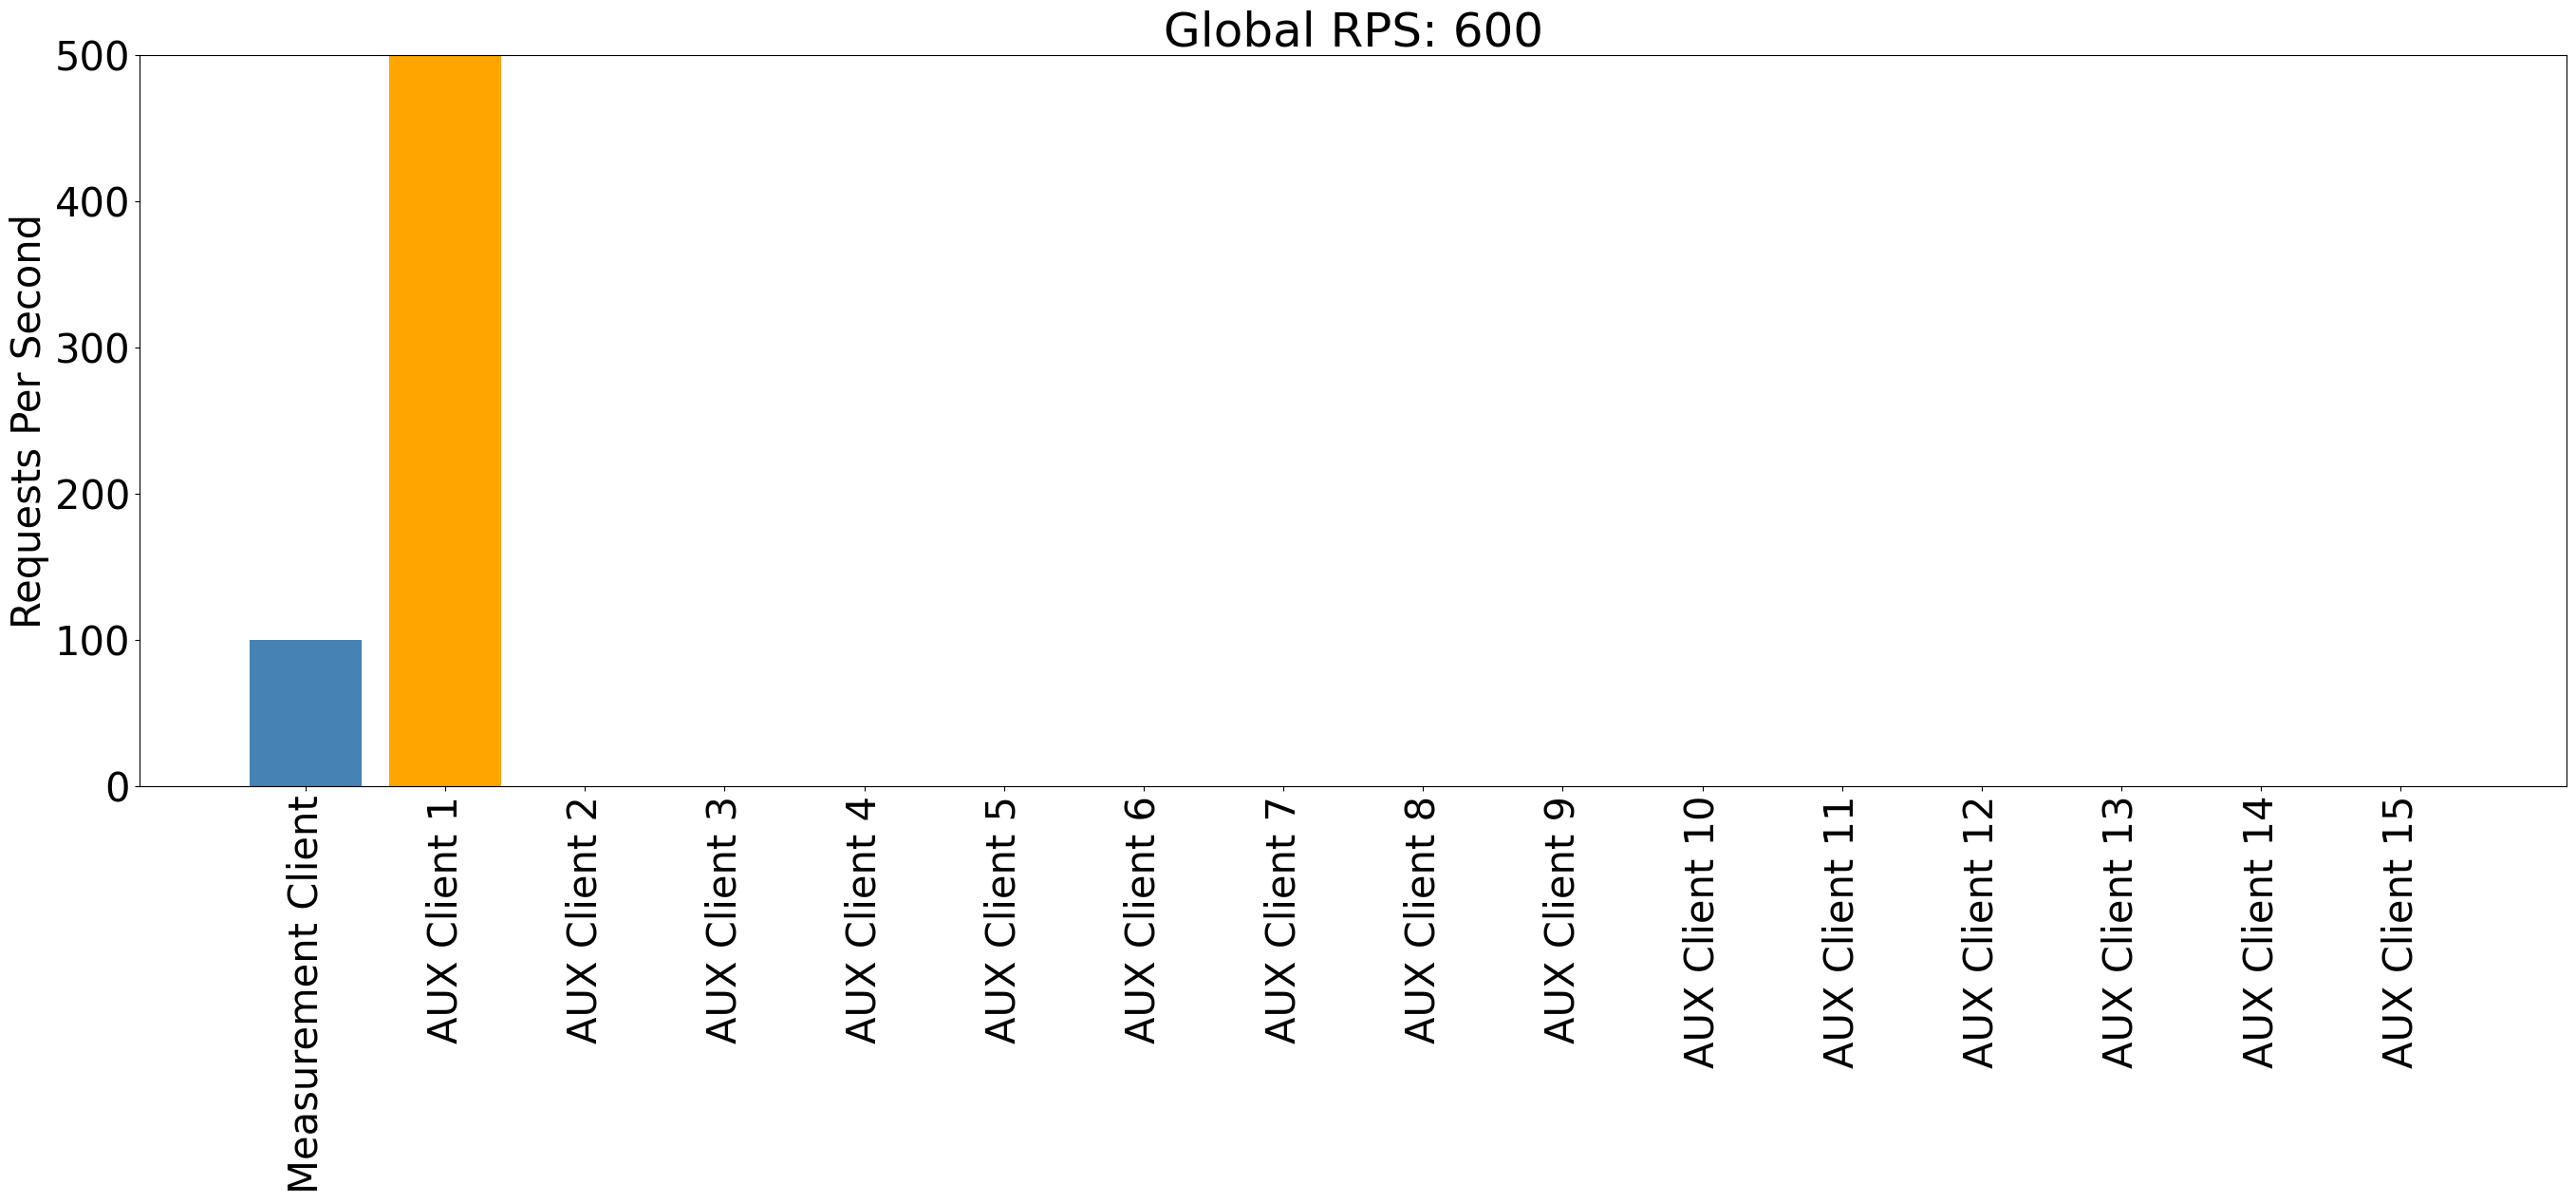 Global RPS: 600
Requests Per Second
500
400
300
200
100
0
Measurement Client
AUX Client 1
AUX Client 2
AUX Client 3
AUX Client 4
AUX Client 5
AUX Client 6
AUX Client 7
AUX Client 8
AUX Client 9
AUX Client 10
AUX Client 11
AUX Client 12
AUX Client 13
AUX Client 14
AUX Client 15